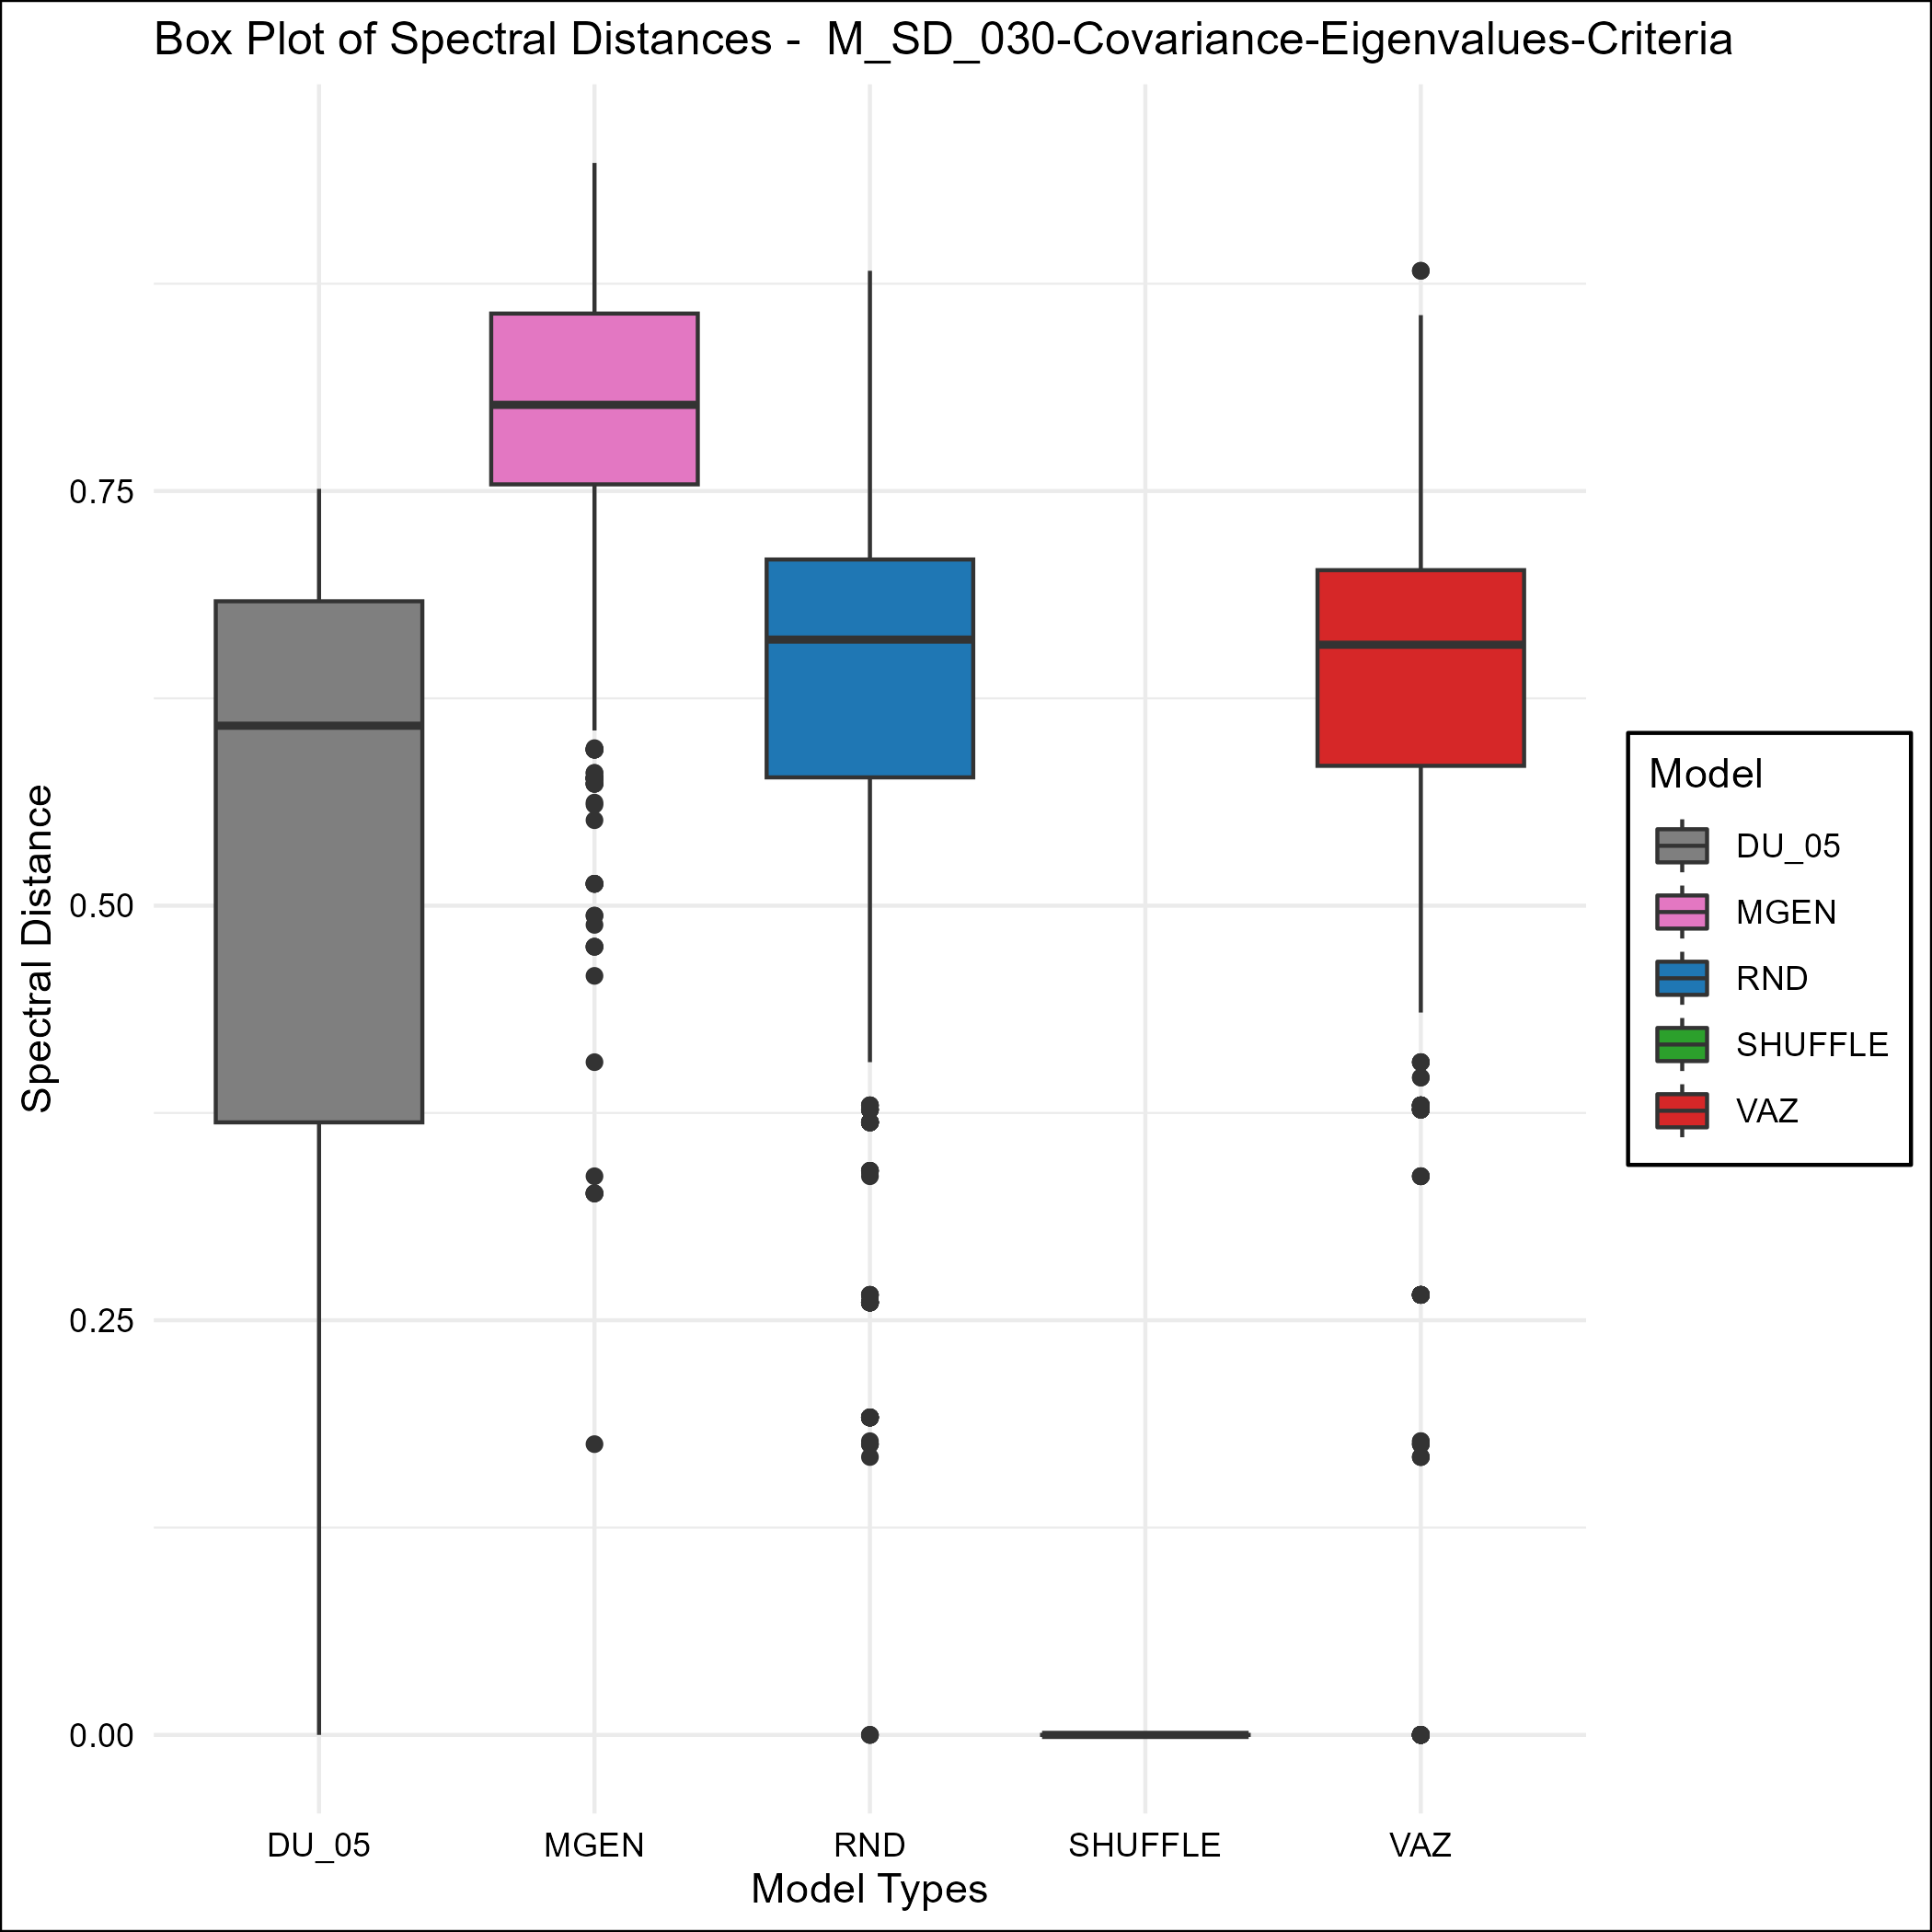 Box Plot of Spectral Distances -  M_SD_030-Covariance-Eigenvalues-Criteria
Spectral Distance
0.75
0.50
0.25
0.00
DU_05
MGEN
RND
SHUFFLE
VAZ
Model Types
Model
DU_05
MGEN
RND
SHUFFLE
VAZ